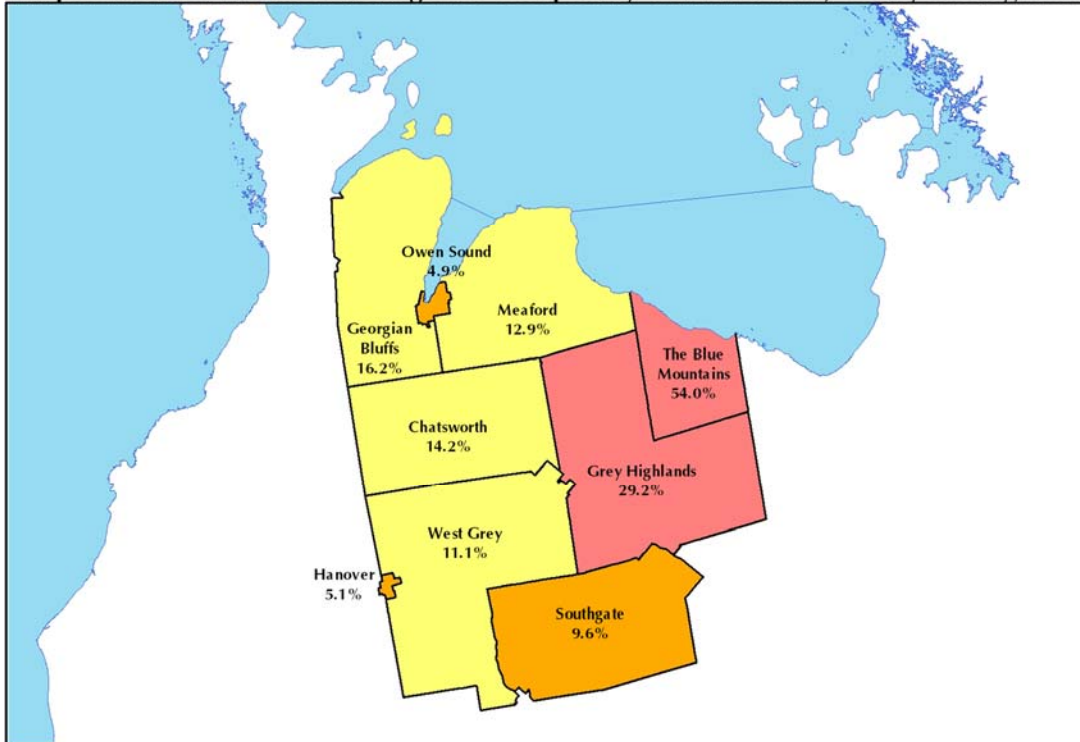 Owen Sound
4.9%
Meaford
12.9%
Georgian
Bluffs
16.2%
The Blue
Mountains
54.0%
Chatsworth
14.2%
Grey Highlands
29.2%
West Grey
11.1%
Hanover
5.1%
Southgate
9.6%